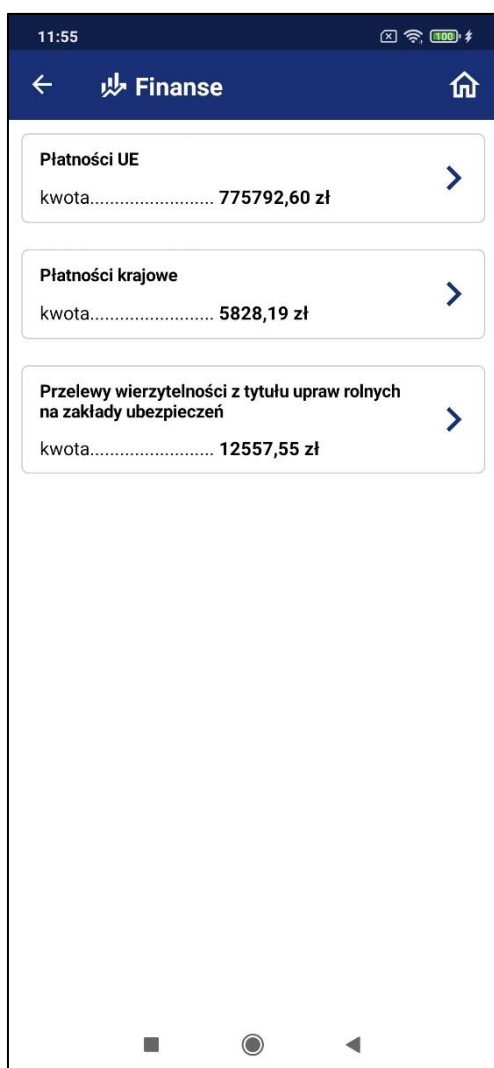 11:55
100
Finanse
Płatności UE
kwota......................... 775792,60 zł
Płatności krajowe
kwota......................... 5828,19 zł
Przelewy wierzytelności z tytułu upraw rolnych
na zakłady ubezpieczeń
kwota......................... 12557,55 zł